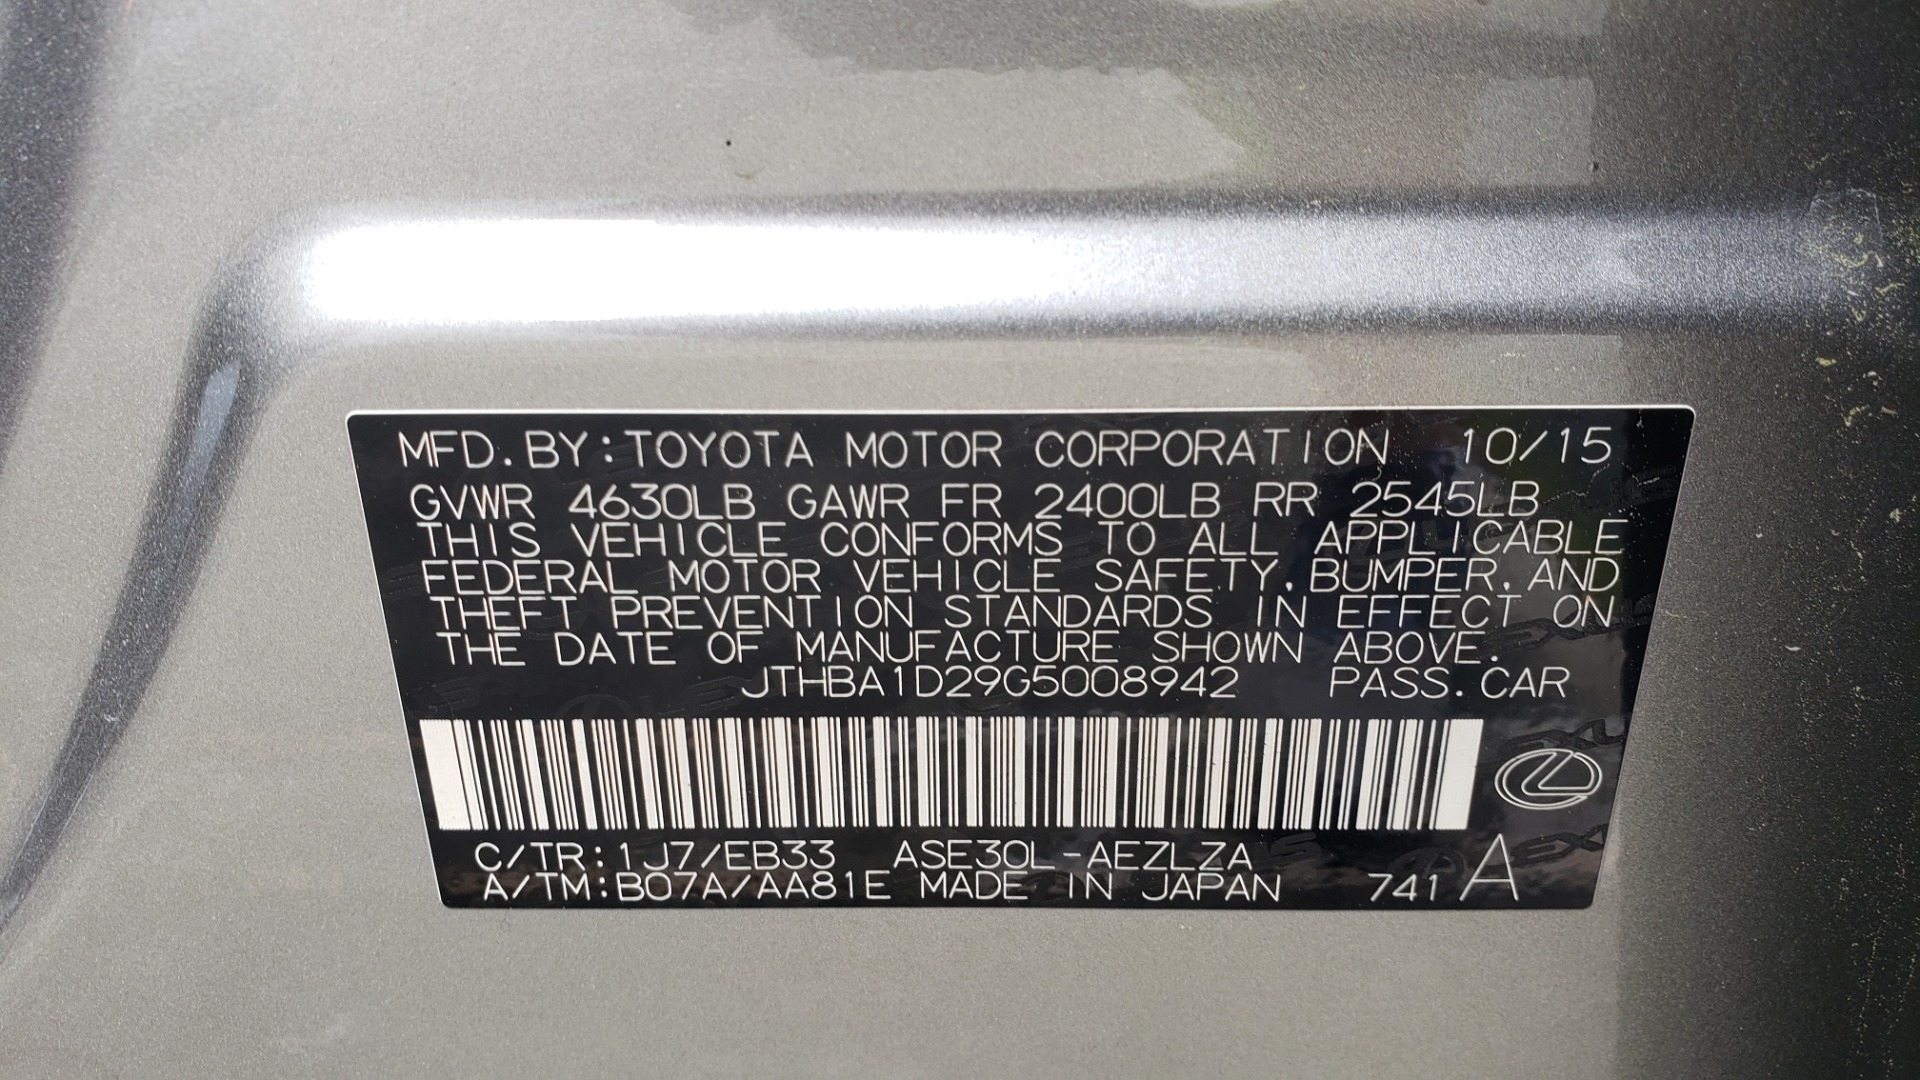 MFD.BY:TOYOTA MOTOR CORPORATION 10/15
GVWR 4630LB GAWR FR 2400LB RR 2545LB
THIS VEHICLE CONFORMS TO ALL APPLICABLE
FEDERAL MOTOR VEHICLE SAFETY,BUMPER,AND
THEFT PREVENTION STANDARDS IN EFFECT ON
THE DATE OF MANUFACTURE SHOWN ABOVE.
JTHBA1D29G5008942 PASS.CAR
C/TR:1J7/EB33 ASE30L-AEZLZA
A/TM:B07A/AA81E MADE IN JAPAN 741 A